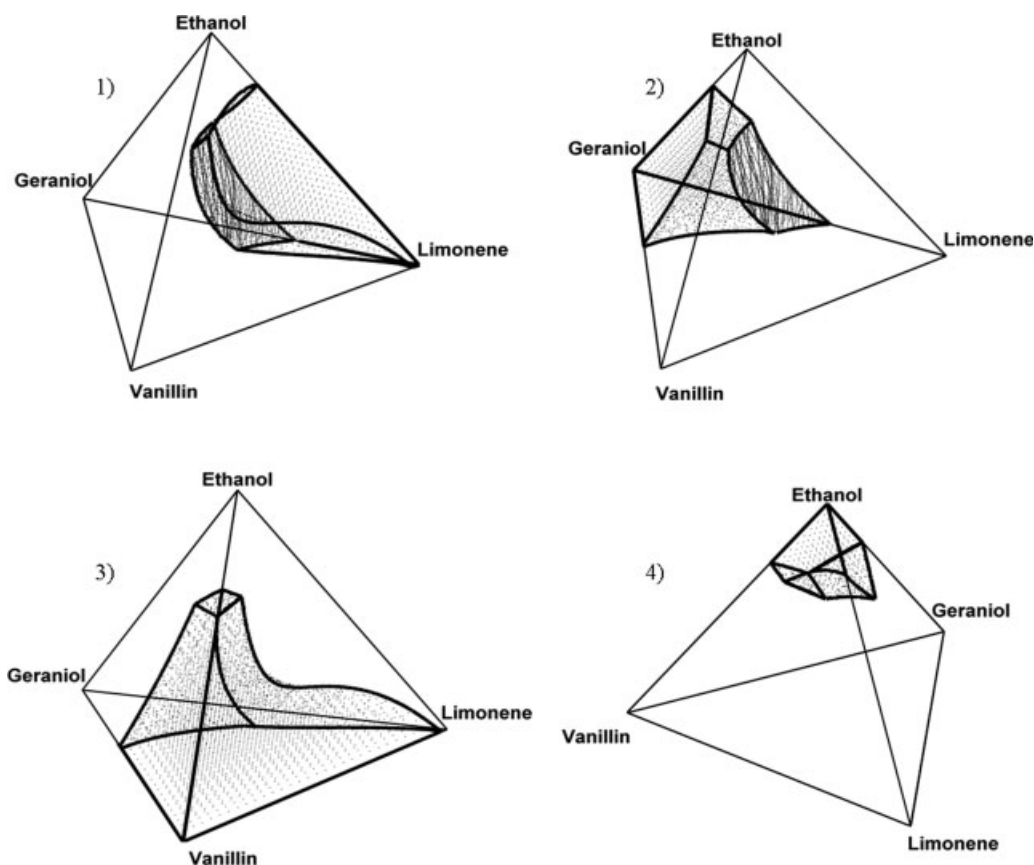 Ethanol
1)
Geraniol
Limonene
Vanillin
Ethanol
2)
Geraniol
Limonene
Vanillin
Ethanol
3)
Geraniol
Limonene
Vanillin
Ethanol
4)
Geraniol
Vanillin
Limonene